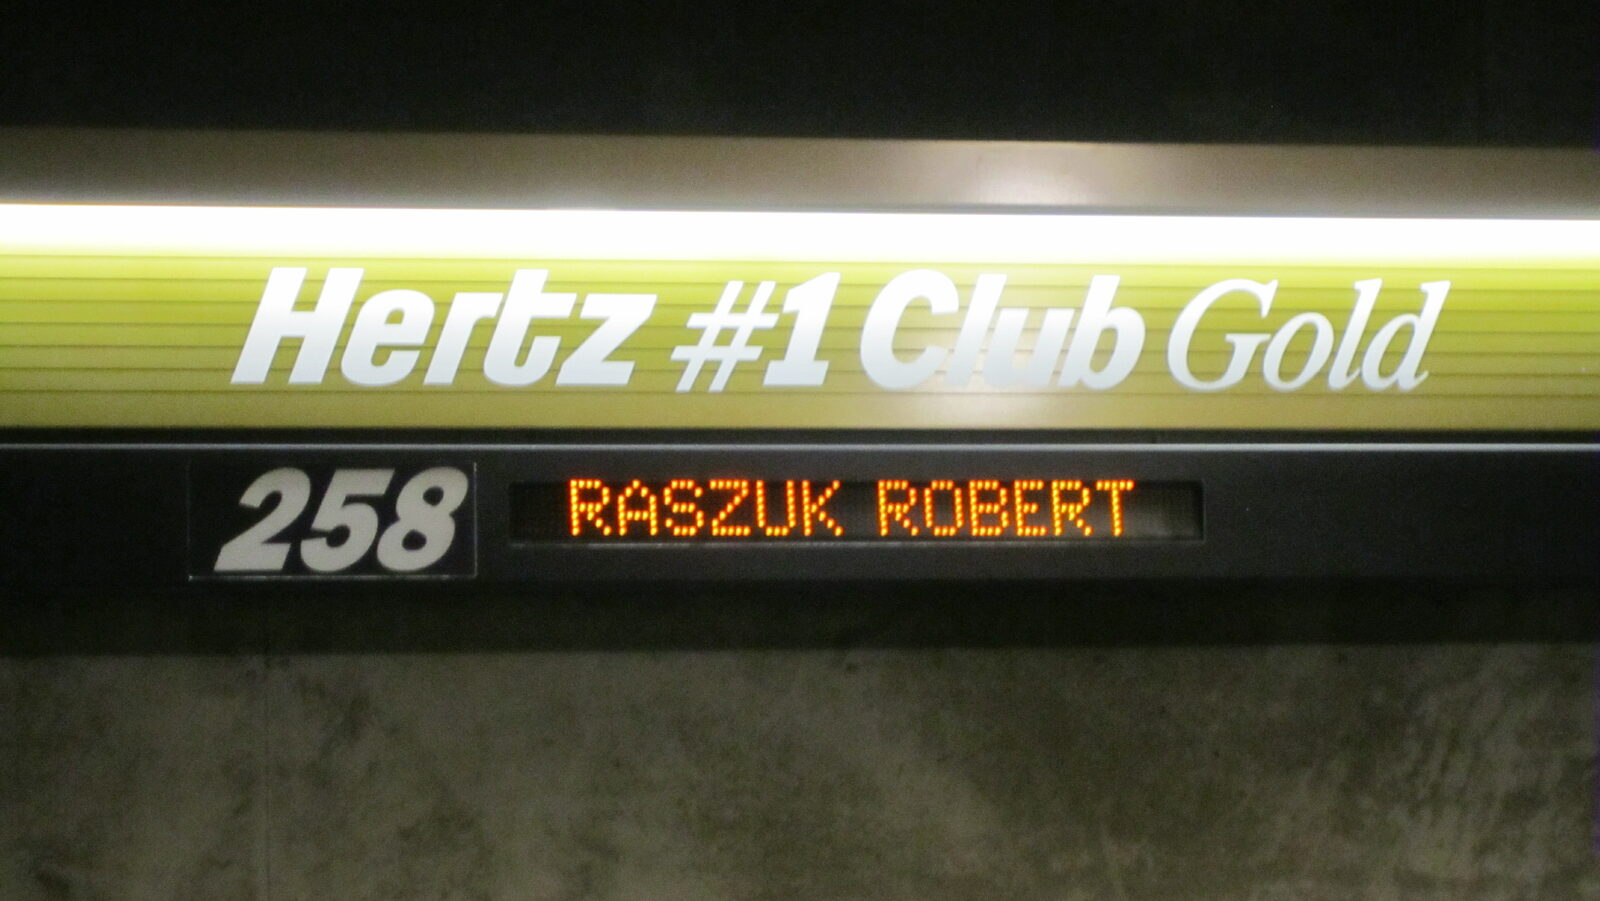 Hertz #1 Club Gold
258 RASZUK ROBERT